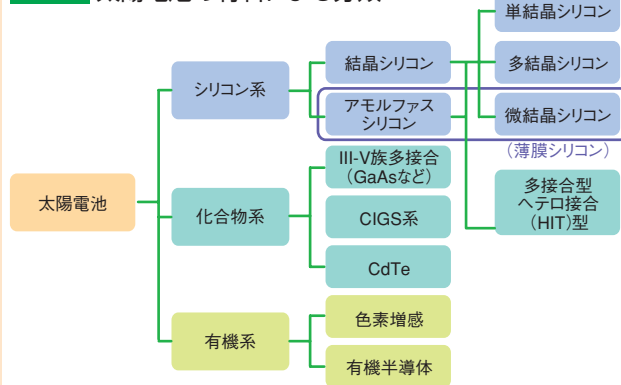 単結晶シリコン
結晶シリコン
多結晶シリコン
シリコン系
アモルファス
シリコン
微結晶シリコン
(薄膜シリコン)
III-V族多接合
(GaAsなど)
多接合型
ヘテロ接合
(HIT)型
太陽電池
化合物系
CIGS系
CdTe
色素増感
有機系
有機半導体